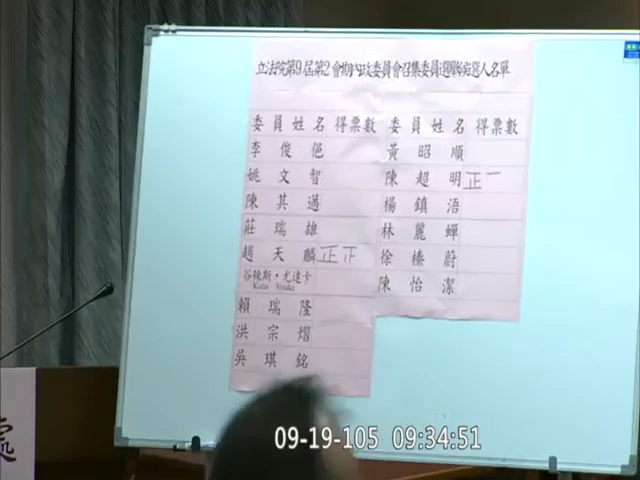 立法院第9屆第2會期內政委員會召集委員選舉候選人名單
委員姓名 得票數 委員姓名 得票數
李俊俋 黃昭順
姚文智 陳超明 正一
陳其邁 楊鎮浯
莊瑞雄 林麗蟬
趙天麟 正正 徐榛蔚
谷辣斯·尤達卡 陳怡潔
Kolas Yotaka
賴瑞隆
洪宗熠
吳琪銘
09-19-105 09:34:51